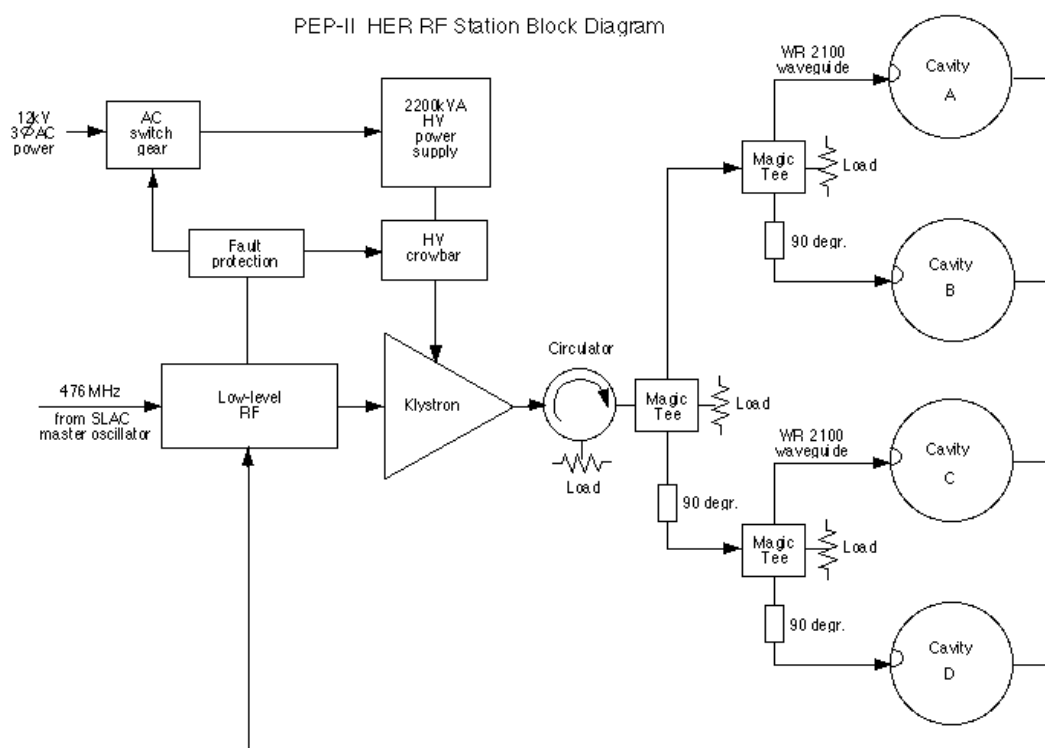 PEP-II HER RF Station Block Diagram
12kV
3ϕAC
power
AC
switch
gear
2200kVA
HV
power
supply
Fault
protection
HV
crowbar
476MHz
from SLAC
master oscillator
Low-level
RF
Klystron
Circulator
Load
Magic
Tee
Load
90 degr.
WR 2100
waveguide
Magic
Tee
Load
90 degr.
Cavity
A
Cavity
B
WR 2100
waveguide
Magic
Tee
Load
90 degr.
Cavity
C
Cavity
D